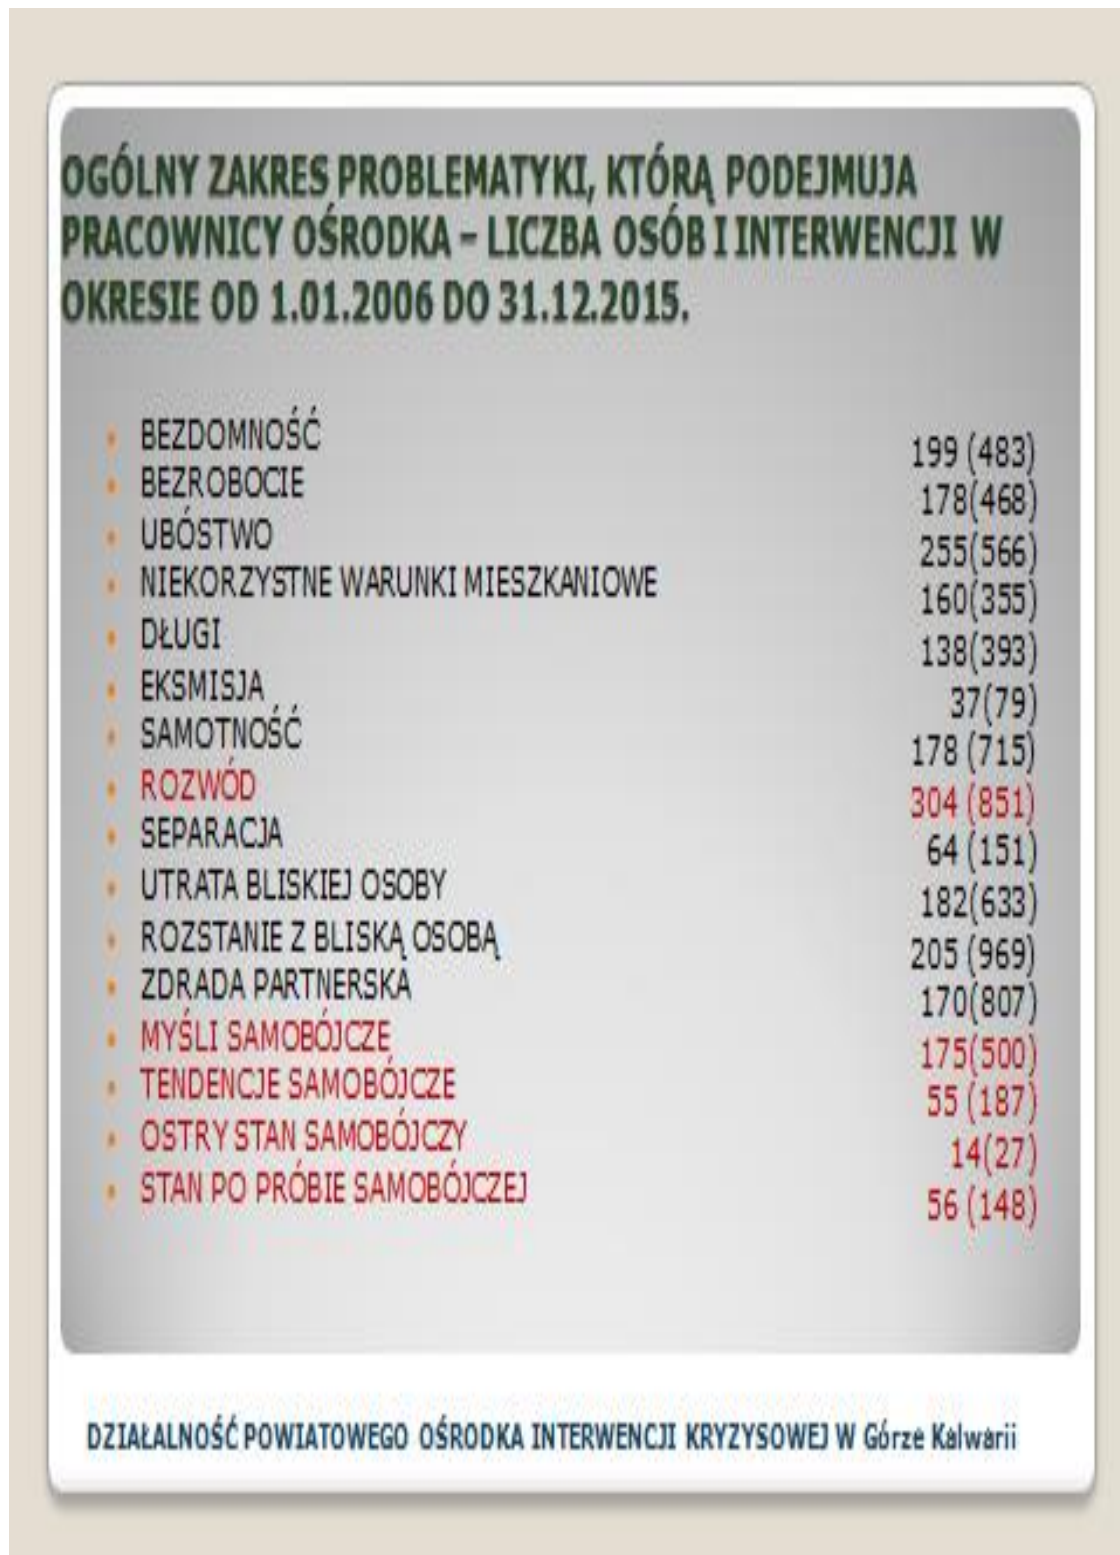 OGÓLNY ZAKRES PROBLEMATYKI, KTÓRĄ PODEJMUJA
PRACOWNICY OŚRODKA – LICZBA OSÓB I INTERWENCJI W
OKRESIE OD 1.01.2006 DO 31.12.2015.
• BEZDOMNOŚĆ 199 (483)
• BEZROBOCIE 178(468)
• UBÓSTWO 255(566)
• NIEKORZYSTNE WARUNKI MIESZKANIOWE 160(355)
• DŁUGI 138(393)
• EKSMISJA 37(79)
• SAMOTNOŚĆ 178 (715)
• ROZWÓD 304 (851)
• SEPARACJA 64 (151)
• UTRATA BLISKIEJ OSOBY 182(633)
• ROZSTANIE Z BLISKĄ OSOBĄ 205 (969)
• ZDRADA PARTNERSKA 170(807)
• MYŚLI SAMOBÓJCZE 175(500)
• TENDENCJE SAMOBÓJCZE 55 (187)
• OSTRY STAN SAMOBÓJCZY 14(27)
• STAN PO PRÓBIE SAMOBÓJCZEJ 56 (148)
DZIAŁALNOŚĆ POWIATOWEGO OŚRODKA INTERWENCJI KRYZYSOWEJ W Górze Kalwarii